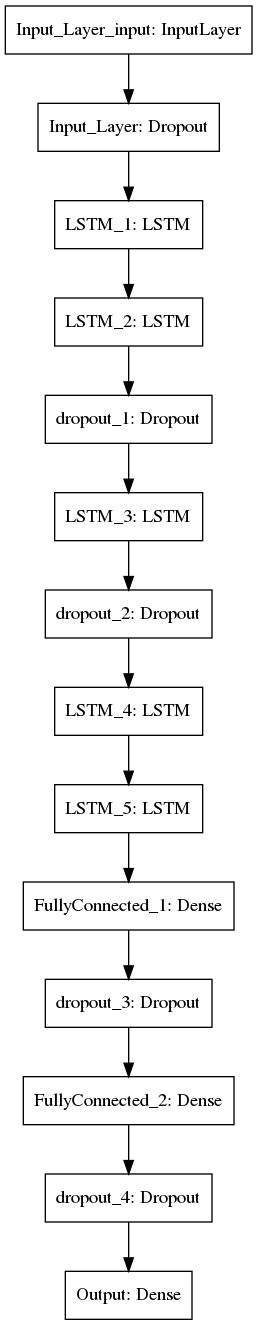 Input_Layer_input: InputLayer
Input_Layer: Dropout
LSTM_1: LSTM
LSTM_2: LSTM
dropout_1: Dropout
LSTM_3: LSTM
dropout_2: Dropout
LSTM_4: LSTM
LSTM_5: LSTM
FullyConnected_1: Dense
dropout_3: Dropout
FullyConnected_2: Dense
dropout_4: Dropout
Output: Dense